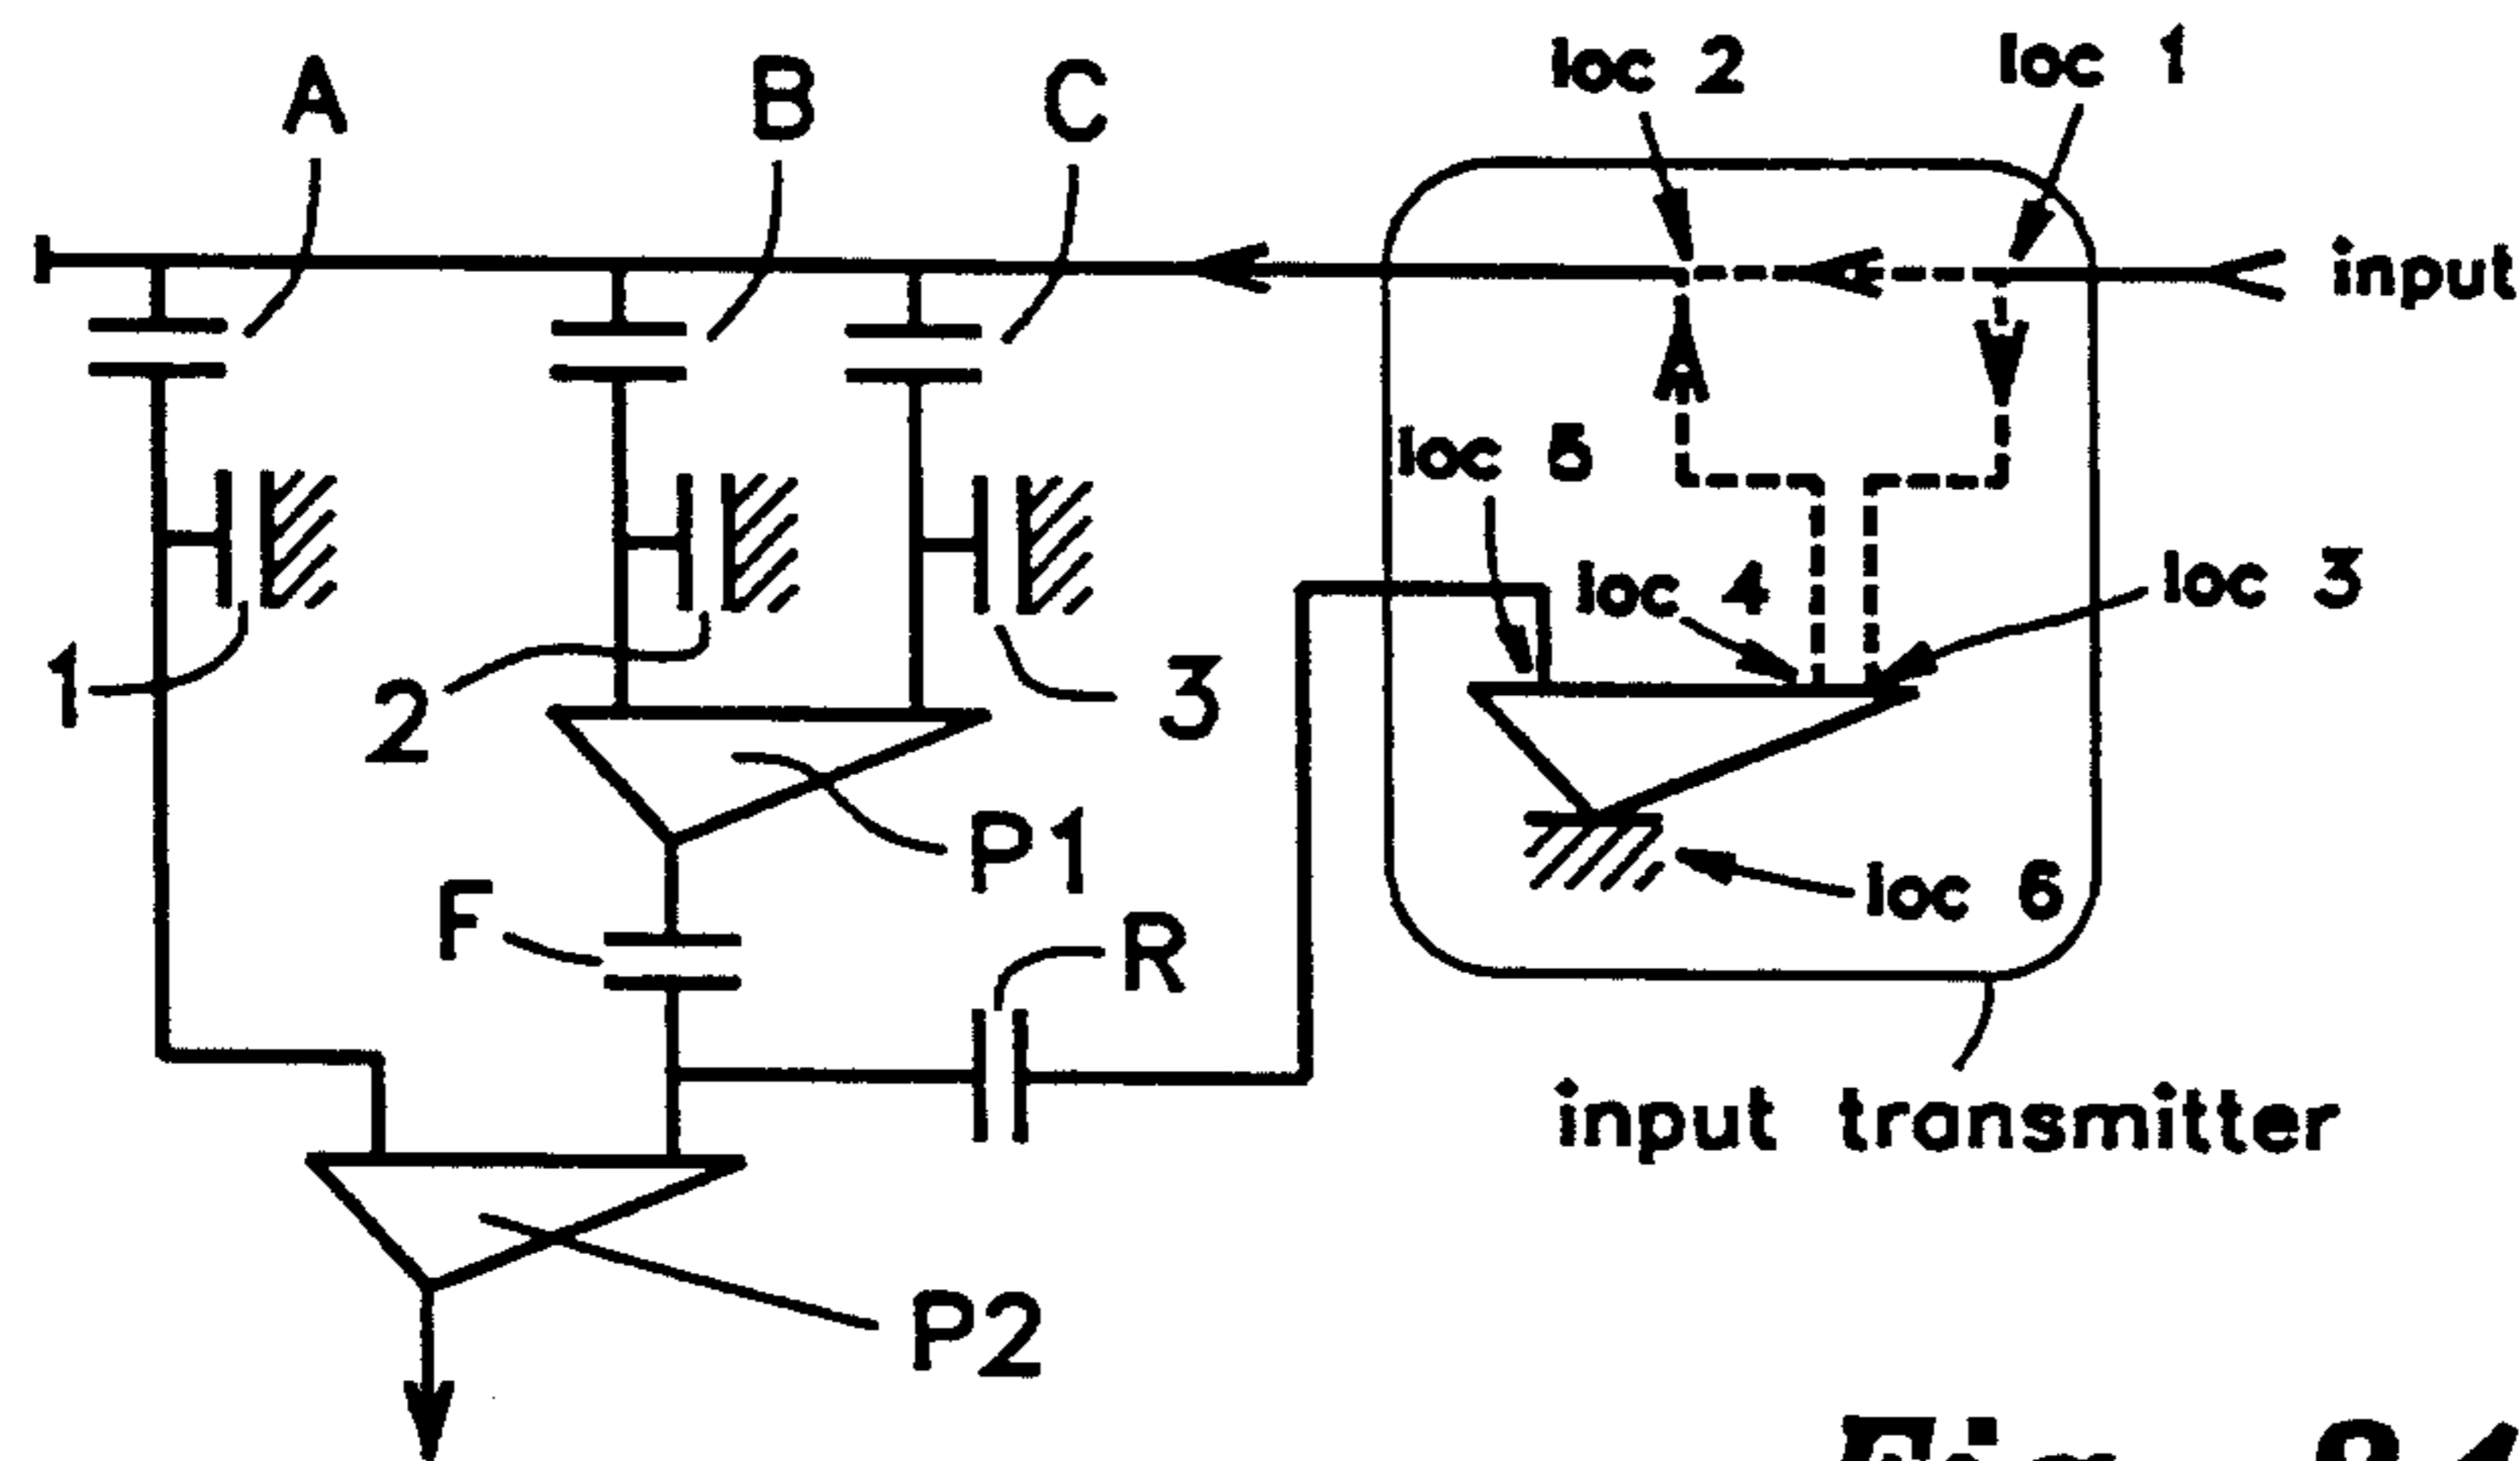 A
B
C
loc 2
loc 1
input
loc 5
loc 4
loc 3
1
2
3
P1
F
R
loc 6
input transmitter
P2